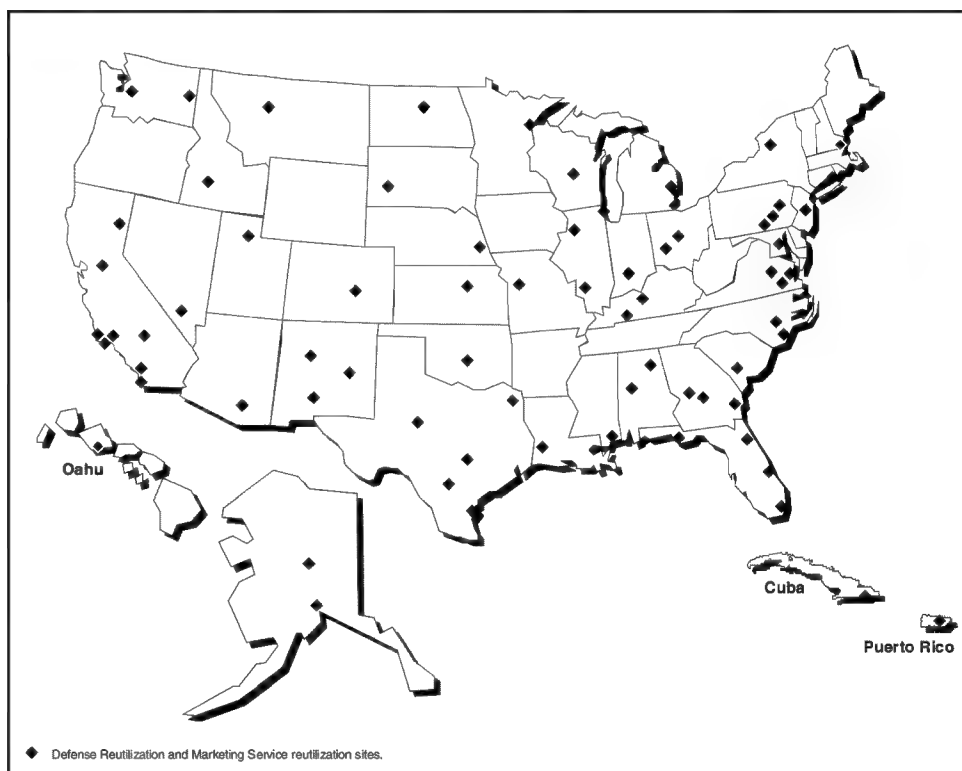 Oahu
Cuba
Puerto Rico
Defense Reutilization and Marketing Service reutilization sites.